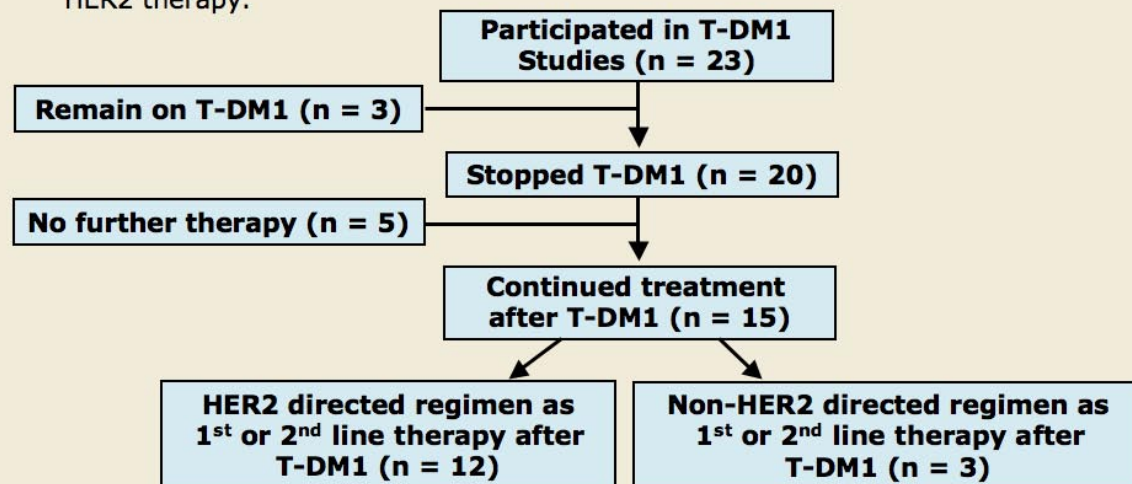 HER2 therapy.
Participated in T-DM1
Studies (n = 23)
Remain on T-DM1 (n = 3)
Stopped T-DM1 (n = 20)
No further therapy (n = 5)
Continued treatment
after T-DM1 (n = 15)
HER2 directed regimen as
1st or 2nd line therapy after
T-DM1 (n = 12)
Non-HER2 directed regimen as
1st or 2nd line therapy after
T-DM1 (n = 3)